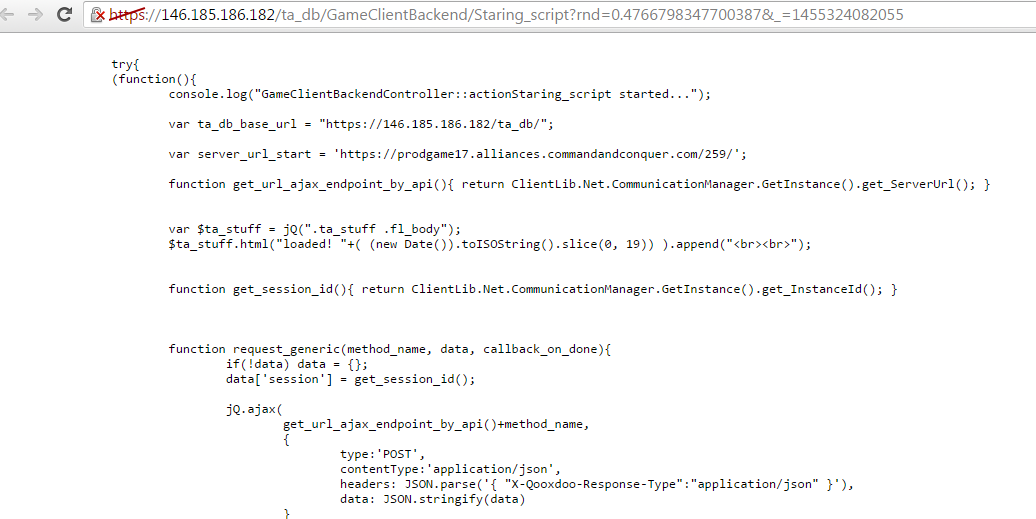 https://146.185.186.182/ta_db/GameClientBackend/Staring_script?rnd=0.4766798347700387&_=1455324082055
try{
(function(){
console.log("GameClientBackendController::actionStaring_script started...");
var ta_db_base_url = "https://146.185.186.182/ta_db/";
var server_url_start = 'https://prodgame17.alliances.commandandconquer.com/259/';
function get_url_ajax_endpoint_by_api(){ return ClientLib.Net.CommunicationManager.GetInstance().get_ServerUrl(); }
var $ta_stuff = jQ(".ta_stuff .fl_body");
$ta_stuff.html("loaded! "+( (new Date()).toISOString().slice(0, 19)) ).append("<br><br>");
function get_session_id(){ return ClientLib.Net.CommunicationManager.GetInstance().get_InstanceId(); }
function request_generic(method_name, data, callback_on_done){
if(!data) data = {};
data['session'] = get_session_id();
jQ.ajax(
get_url_ajax_endpoint_by_api()+method_name,
{
type:'POST',
contentType:'application/json',
headers: JSON.parse('{ "X-Qooxdoo-Response-Type":"application/json" }'),
data: JSON.stringify(data)
}